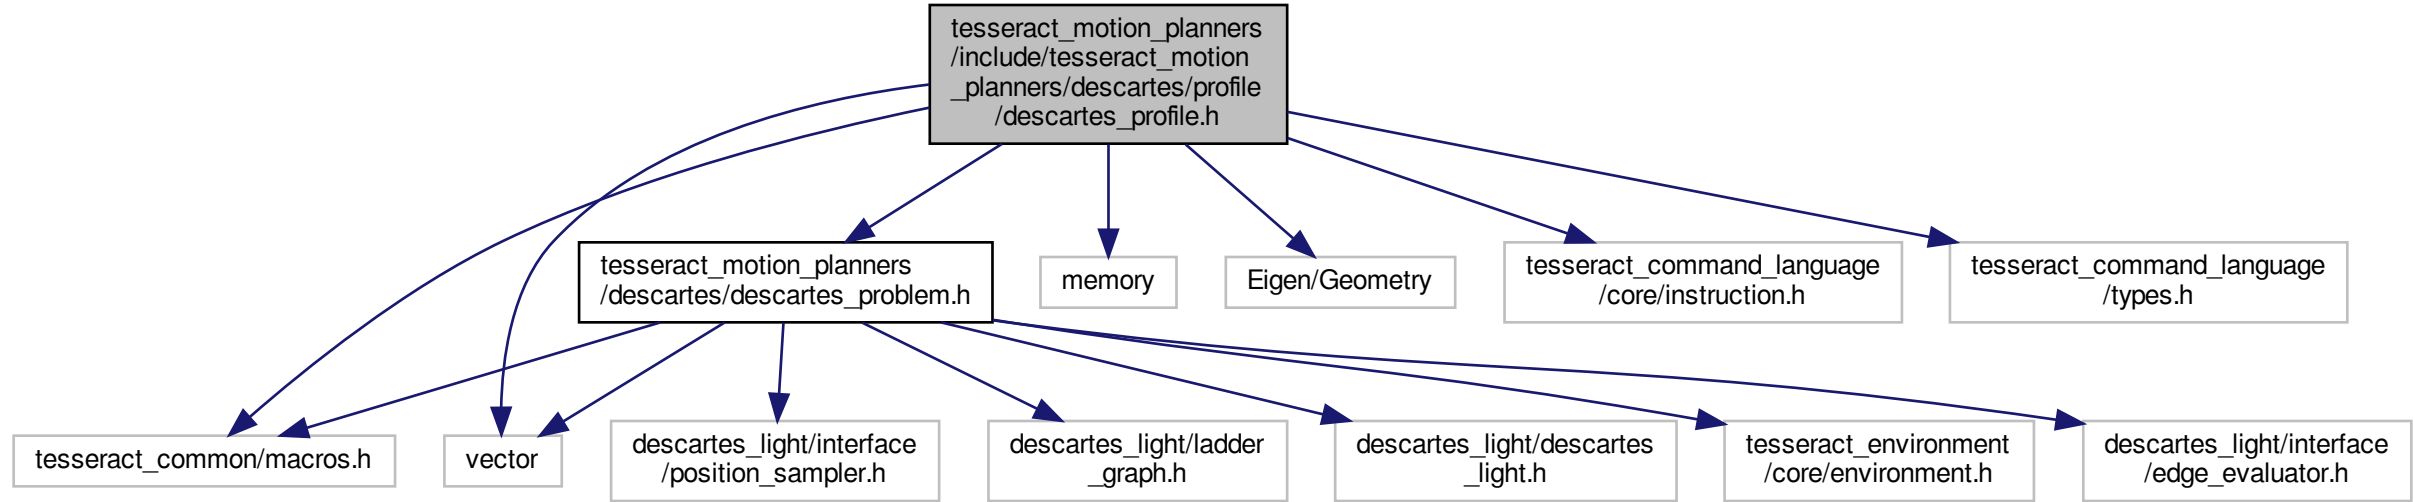 tesseract_motion_planners
/include/tesseract_motion
_planners/descartes/profile
/descartes_profile.h
tesseract_motion_planners
/descartes/descartes_problem.h
memory
Eigen/Geometry
tesseract_command_language
/core/instruction.h
tesseract_command_language
/types.h
tesseract_common/macros.h
vector
descartes_light/interface
/position_sampler.h
descartes_light/ladder
_graph.h
descartes_light/descartes
_light.h
tesseract_environment
/core/environment.h
descartes_light/interface
/edge_evaluator.h